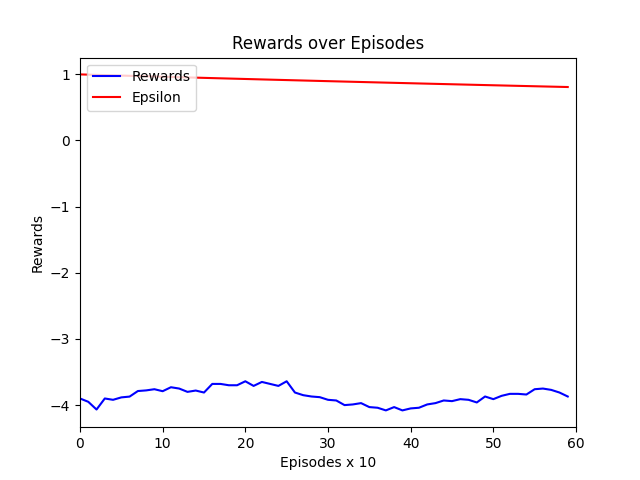 Rewards over Episodes
Rewards
Epsilon
1
0
−1
−2
−3
−4
Rewards
0 10 20 30 40 50 60
Episodes x 10